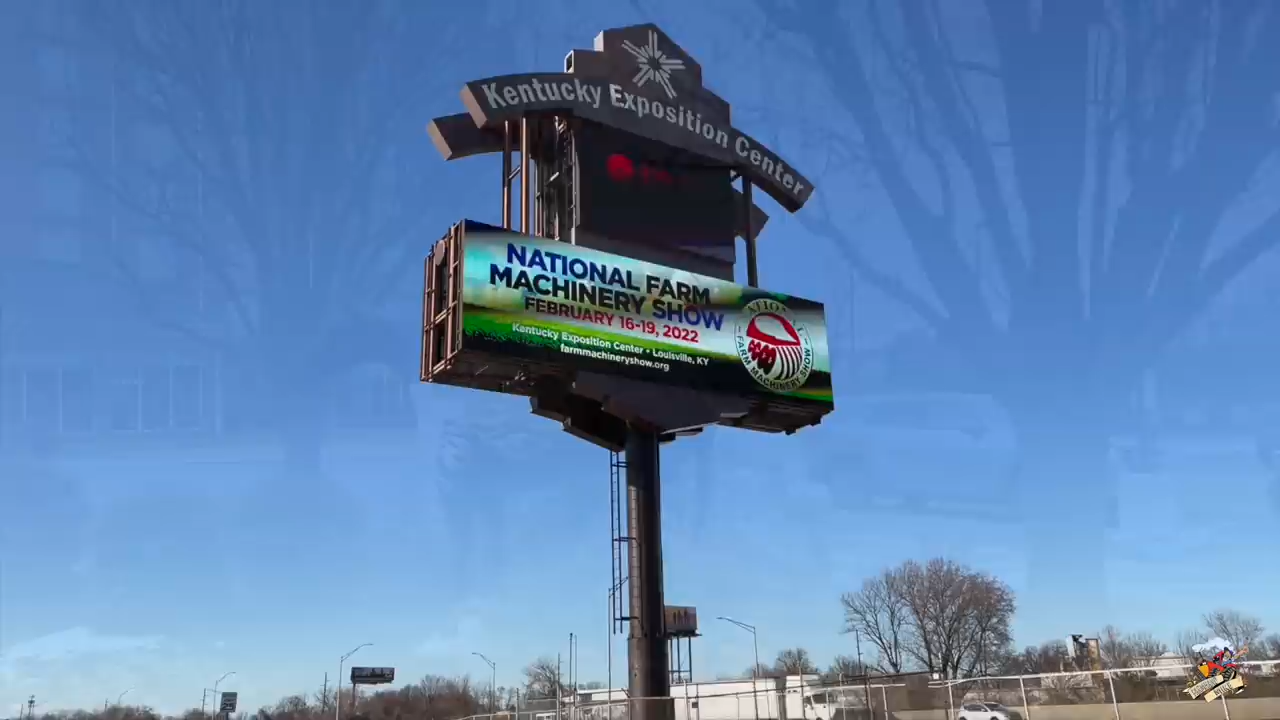 Kentucky Exposition Center
NATIONAL FARM
MACHINERY SHOW
FEBRUARY 16-19, 2022
Kentucky Exposition Center • Louisville, KY
farmmachineryshow.org
NATIONAL
FARM MACHINERY SHOW